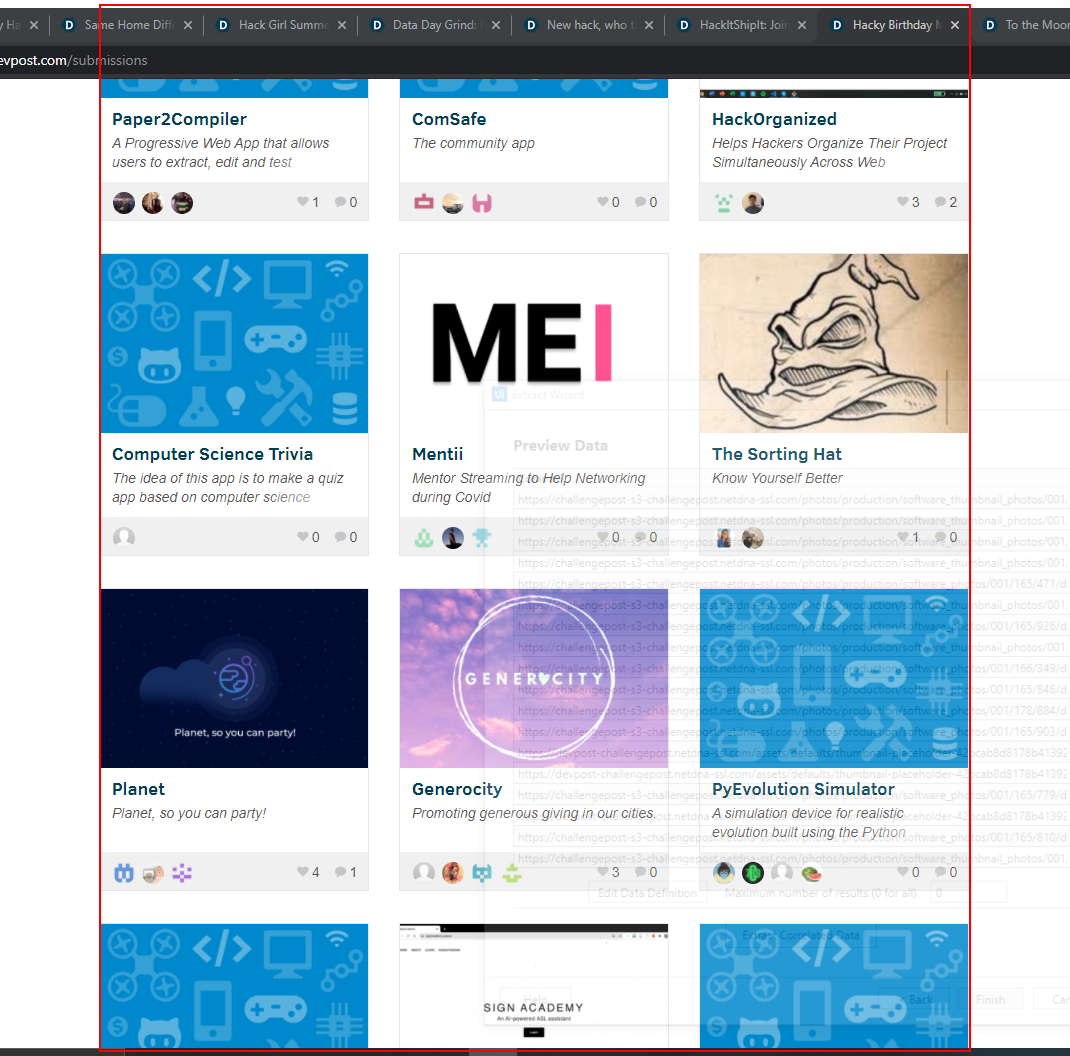 Same Home Diff
Hack Girl Summe
Data Day Grind:
New hack, who
HackItShipIt: Joi
Hacky Birthday
To the Moor
evpost.com/submissions
Paper2Compiler
A Progressive Web App that allows
users to extract, edit and test
1 0
ComSafe
The community app
0 0
HackOrganized
Helps Hackers Organize Their Project
Simultaneously Across Web
3 2
Computer Science Trivia
The idea of this app is to make a quiz
app based on computer science
0 0
MEI
Mentii
Mentor Streaming to Help Networking
during Covid
0 0
The Sorting Hat
Know Yourself Better
1 0
Extract Wizard
Preview Data
https://challengepost-s3-challengepost.netdna-ssl.com/photos/production/software_thumbnail_photos/001,
https://challengepost-s3-challengepost.netdna-ssl.com/photos/production/software_thumbnail_photos/001,
https://challengepost-s3-challengepost.netdna-ssl.com/photos/production/software_thumbnail_photos/001,
https://challengepost-s3-challengepost.netdna-ssl.com/photos/production/software_thumbnail_photos/001,
https://challengepost-s3-challengepost.netdna-ssl.com/photos/production/software_photos/001/165/471/d
https://challengepost-s3-challengepost.netdna-ssl.com/photos/production/software_thumbnail_photos/001,
https://challengepost-s3-challengepost.netdna-ssl.com/photos/production/software_photos/001/165/926/d
https://challengepost-s3-challengepost.netdna-ssl.com/photos/production/software_thumbnail_photos/001,
https://challengepost-s3-challengepost.netdna-ssl.com/photos/production/software_photos/001/166/349/d
https://challengepost-s3-challengepost.netdna-ssl.com/photos/production/software_photos/001/165/846/d
https://challengepost-s3-challengepost.netdna-ssl.com/photos/production/software_photos/001/178/884/d
https://challengepost-s3-challengepost.netdna-ssl.com/photos/production/software_photos/001/165/903/d
https://devpost-challengepost.netdna-ssl.com/assets/defaults/thumbnail-placeholder-42bcab8d8178b41392
https://devpost-challengepost.netdna-ssl.com/assets/defaults/thumbnail-placeholder-42bcab8d8178b41392
https://challengepost-s3-challengepost.netdna-ssl.com/photos/production/software_photos/001/165/779/d
https://challengepost-s3-challengepost.netdna-ssl.com/photos/production/software_photos/001/165/810/d
https://challengepost-s3-challengepost.netdna-ssl.com/photos/production/software_thumbnail_photos/001,
Edit Data Definition
Maximum number of results (0 for all) 0
Extract Correlated Data
Help
< Back
Finish
Planet, so you can party!
Planet
Planet, so you can party!
4 1
GENEROCITY
Generocity
Promoting generous giving in our cities.
3 0
PyEvolution Simulator
A simulation device for realistic
evolution built using the Python
0 0
SIGN ACADEMY
An AI-powered ASL assistant